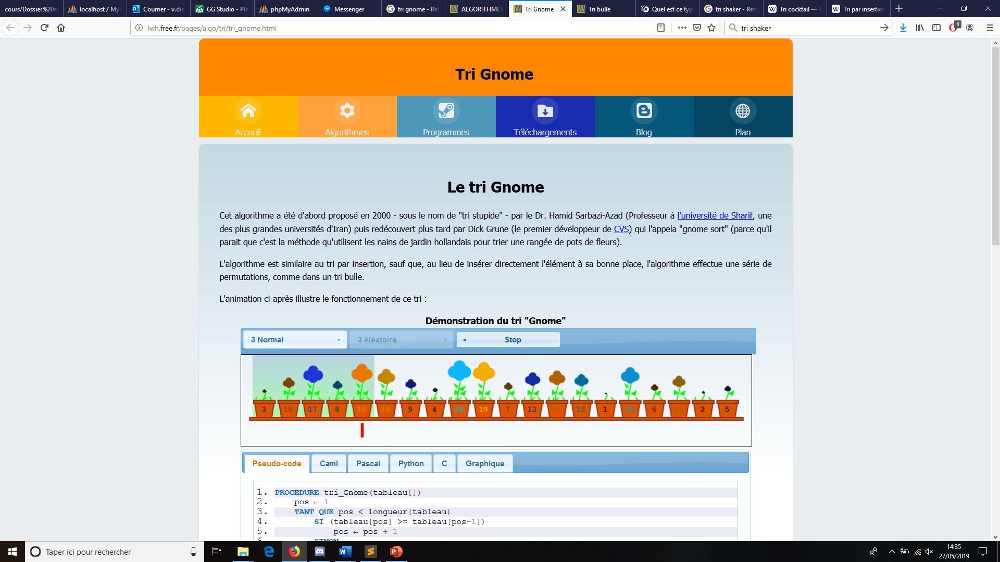 cours/Dossier%20e
localhost / My
Courrier - v.die
GG Studio - Pla
phpMyAdmin
Messenger
tri gnome - Rec
ALGORITHMES
Tri Gnome
Tri bulle
Quel est ce type
tri shaker - Rech
Tri cocktail — W
Tri par insertion
lwh.free.fr/pages/algo/tri/tri_gnome.html
tri shaker
1
Tri Gnome
Accueil
Algorithmes
Programmes
Téléchargements
Blog
Plan
Le tri Gnome
Cet algorithme a été d'abord proposé en 2000 - sous le nom de "tri stupide" - par le Dr. Hamid Sarbazi-Azad (Professeur à l'université de Sharif, une
des plus grandes universités d'Iran) puis redécouvert plus tard par Dick Grune (le premier développeur de CVS) qui l'appela "gnome sort" (parce qu'il
parait que c'est la méthode qu'utilisent les nains de jardin hollandais pour trier une rangée de pots de fleurs).
L'algorithme est similaire au tri par insertion, sauf que, au lieu de insérer directement l'élément à sa bonne place, l'algorithme effectue une série de
permutations, comme dans un tri bulle.
L'animation ci-après illustre le fonctionnement de ce tri :
Démonstration du tri "Gnome"
3 Normal
3 Aléatoire
Stop
3 10 17 8 18 15 9 4 20 19 7 13 14 12 1 16 6 11 2 5
Pseudo-code
Caml
Pascal
Python
C
Graphique
1. PROCEDURE tri_Gnome(tableau[])
2. pos ← 1
3. TANT QUE pos < longueur(tableau)
4. SI (tableau[pos] >= tableau[pos-1])
5. pos ← pos + 1
6. SINON
Taper ici pour rechercher
14:35
27/05/2019